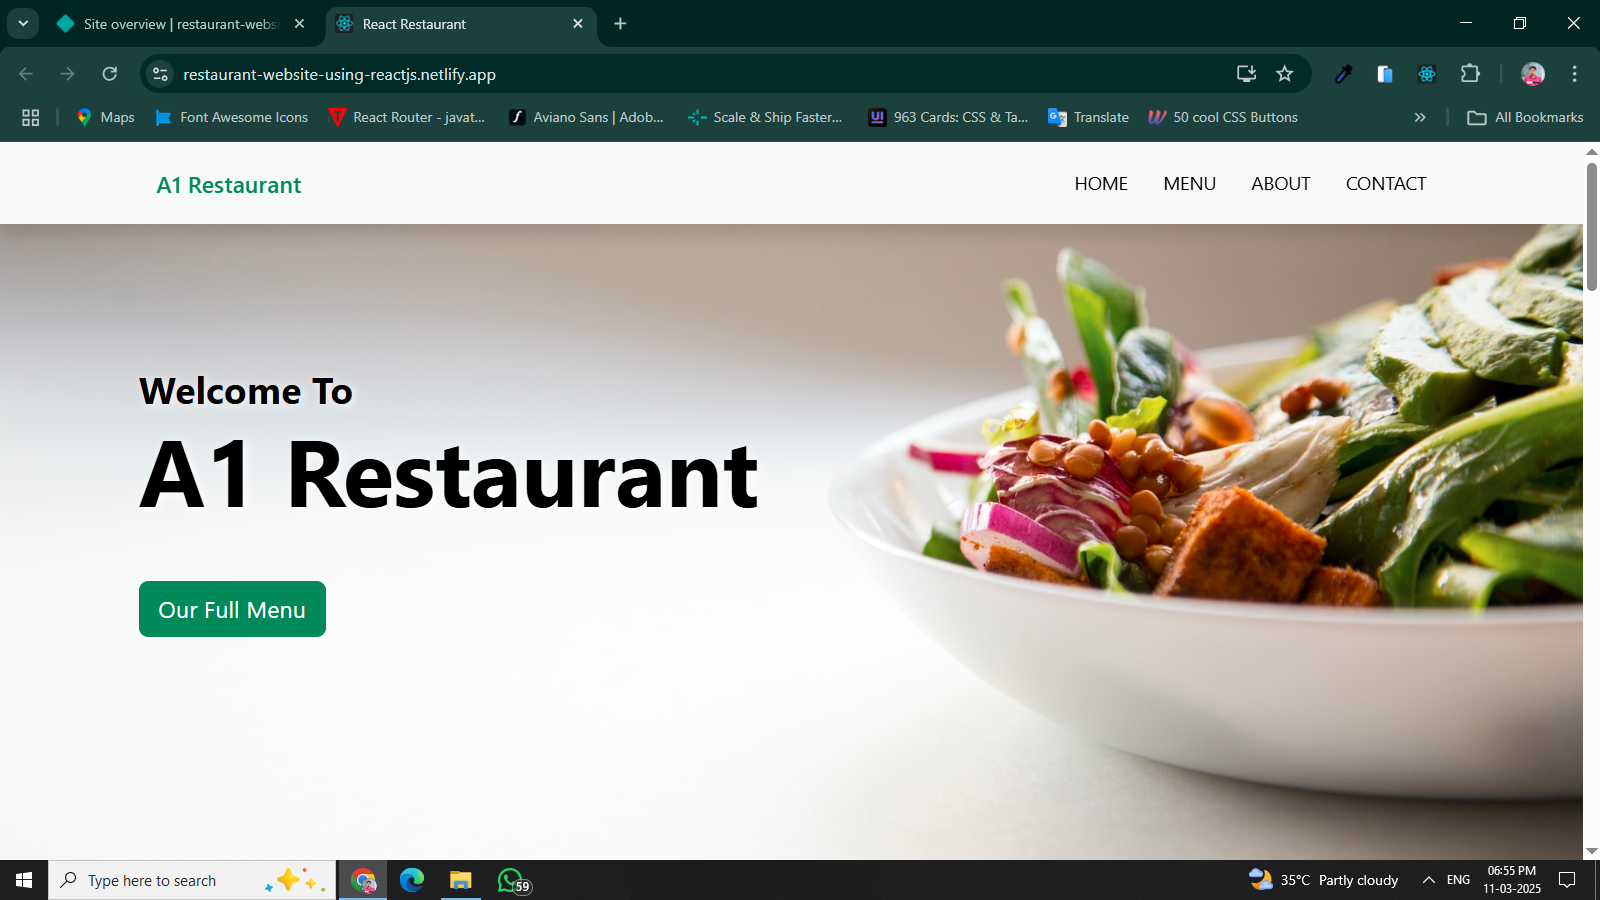 Site overview | restaurant-webs
React Restaurant
restaurant-website-using-reactjs.netlify.app
Maps
Font Awesome Icons
React Router - javat...
Aviano Sans | Adob...
Scale & Ship Faster...
UI
963 Cards: CSS & Ta...
Translate
50 cool CSS Buttons
All Bookmarks
A1 Restaurant
HOME MENU ABOUT CONTACT
Welcome To
A1 Restaurant
Our Full Menu
Type here to search
59
35°C Partly cloudy
ENG
06:55 PM
11-03-2025